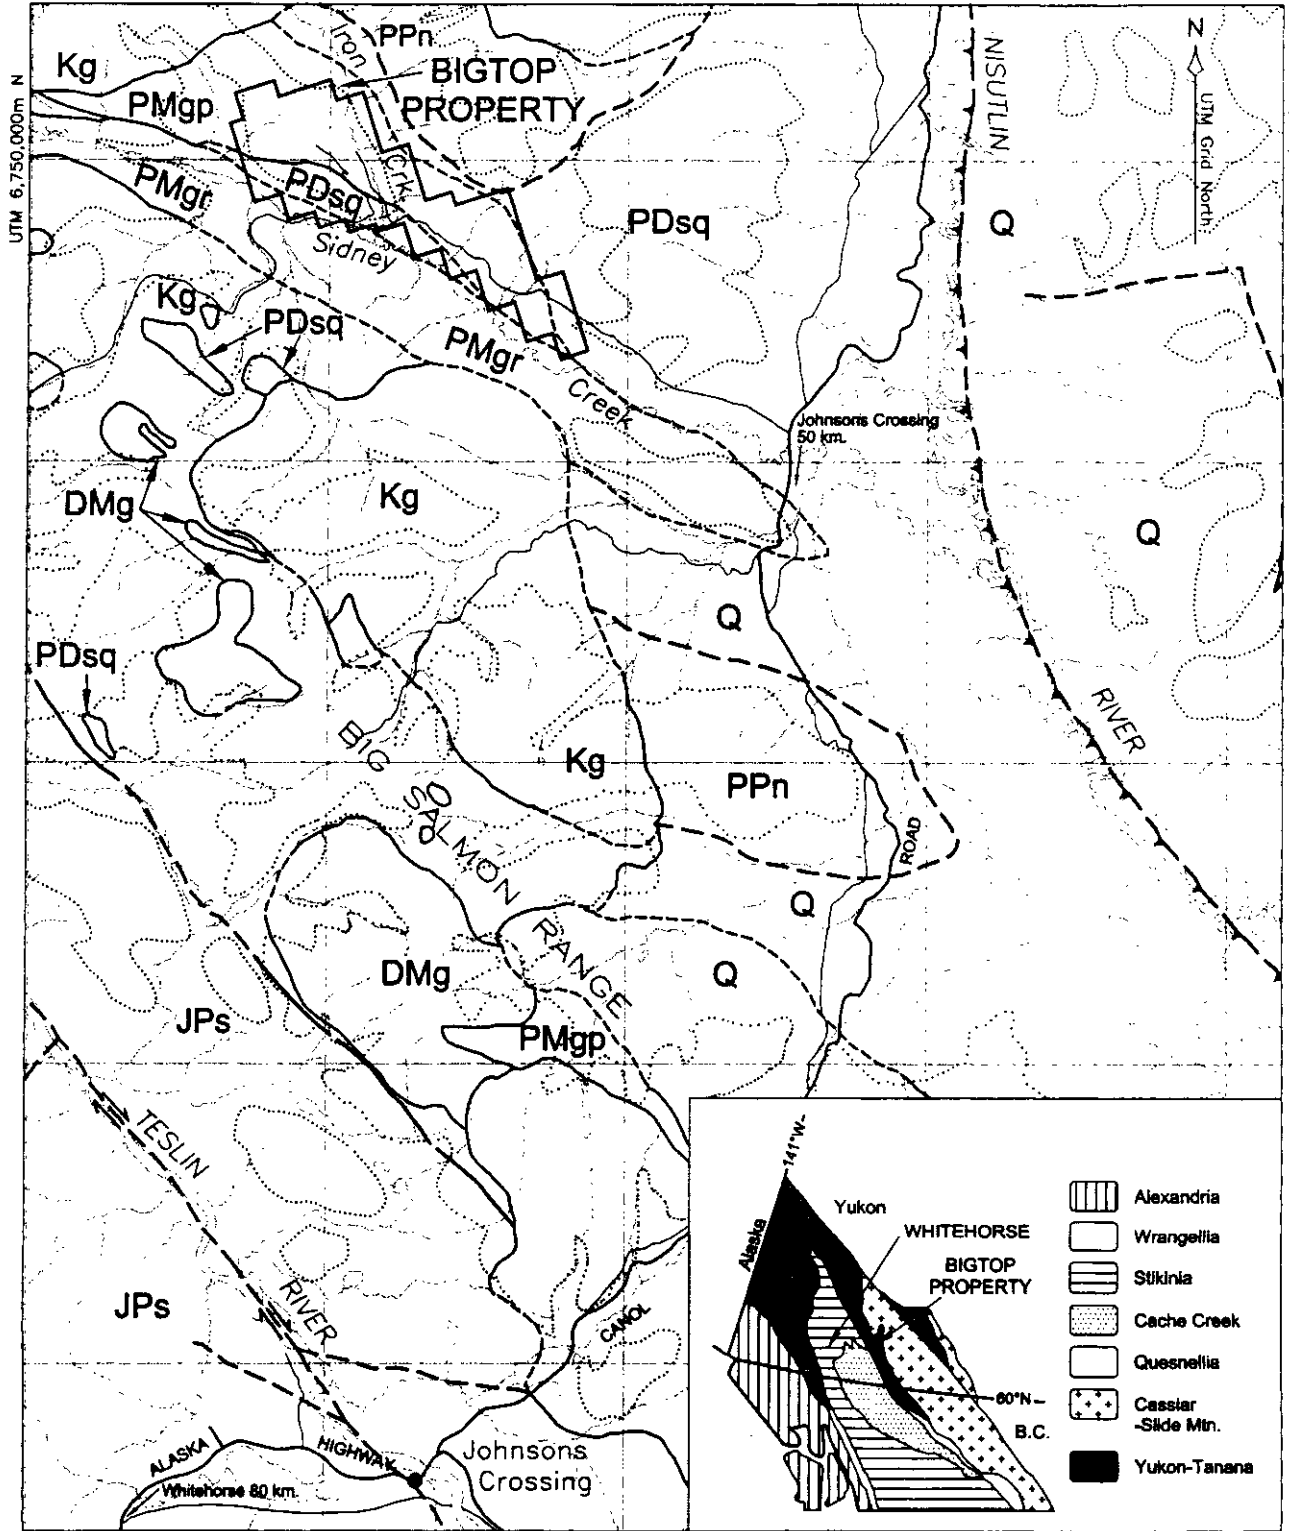 Iron
PPn
Kg
BIGTOP
PROPERTY
PMgp
NISUTLIN
N
UTM Grid North
UTM 6,750,000m N
PMgr
PDsq
Crk
PDsq
Q
Sidney
Kg
PDsq
PMgr
Creek
Johnsons Crossing
50 km.
DMg
Kg
Q
Q
PDsq
RIVER
BIG
SALMON
RANGE
Kg
PPn
ROAD
Q
DMg
Q
JPs
PMgp
TESLIN
RIVER
JPs
CANOL
ALASKA
HIGHWAY
Whitehorse 80 km.
Johnsons
Crossing
141°W
Yukon
Alaska
WHITEHORSE
BIGTOP
PROPERTY
60°N
B.C.
Alexandria
Wrangellia
Stikinia
Cache Creek
Quesnellia
Cassiar
-Slide Mtn.
Yukon-Tanana